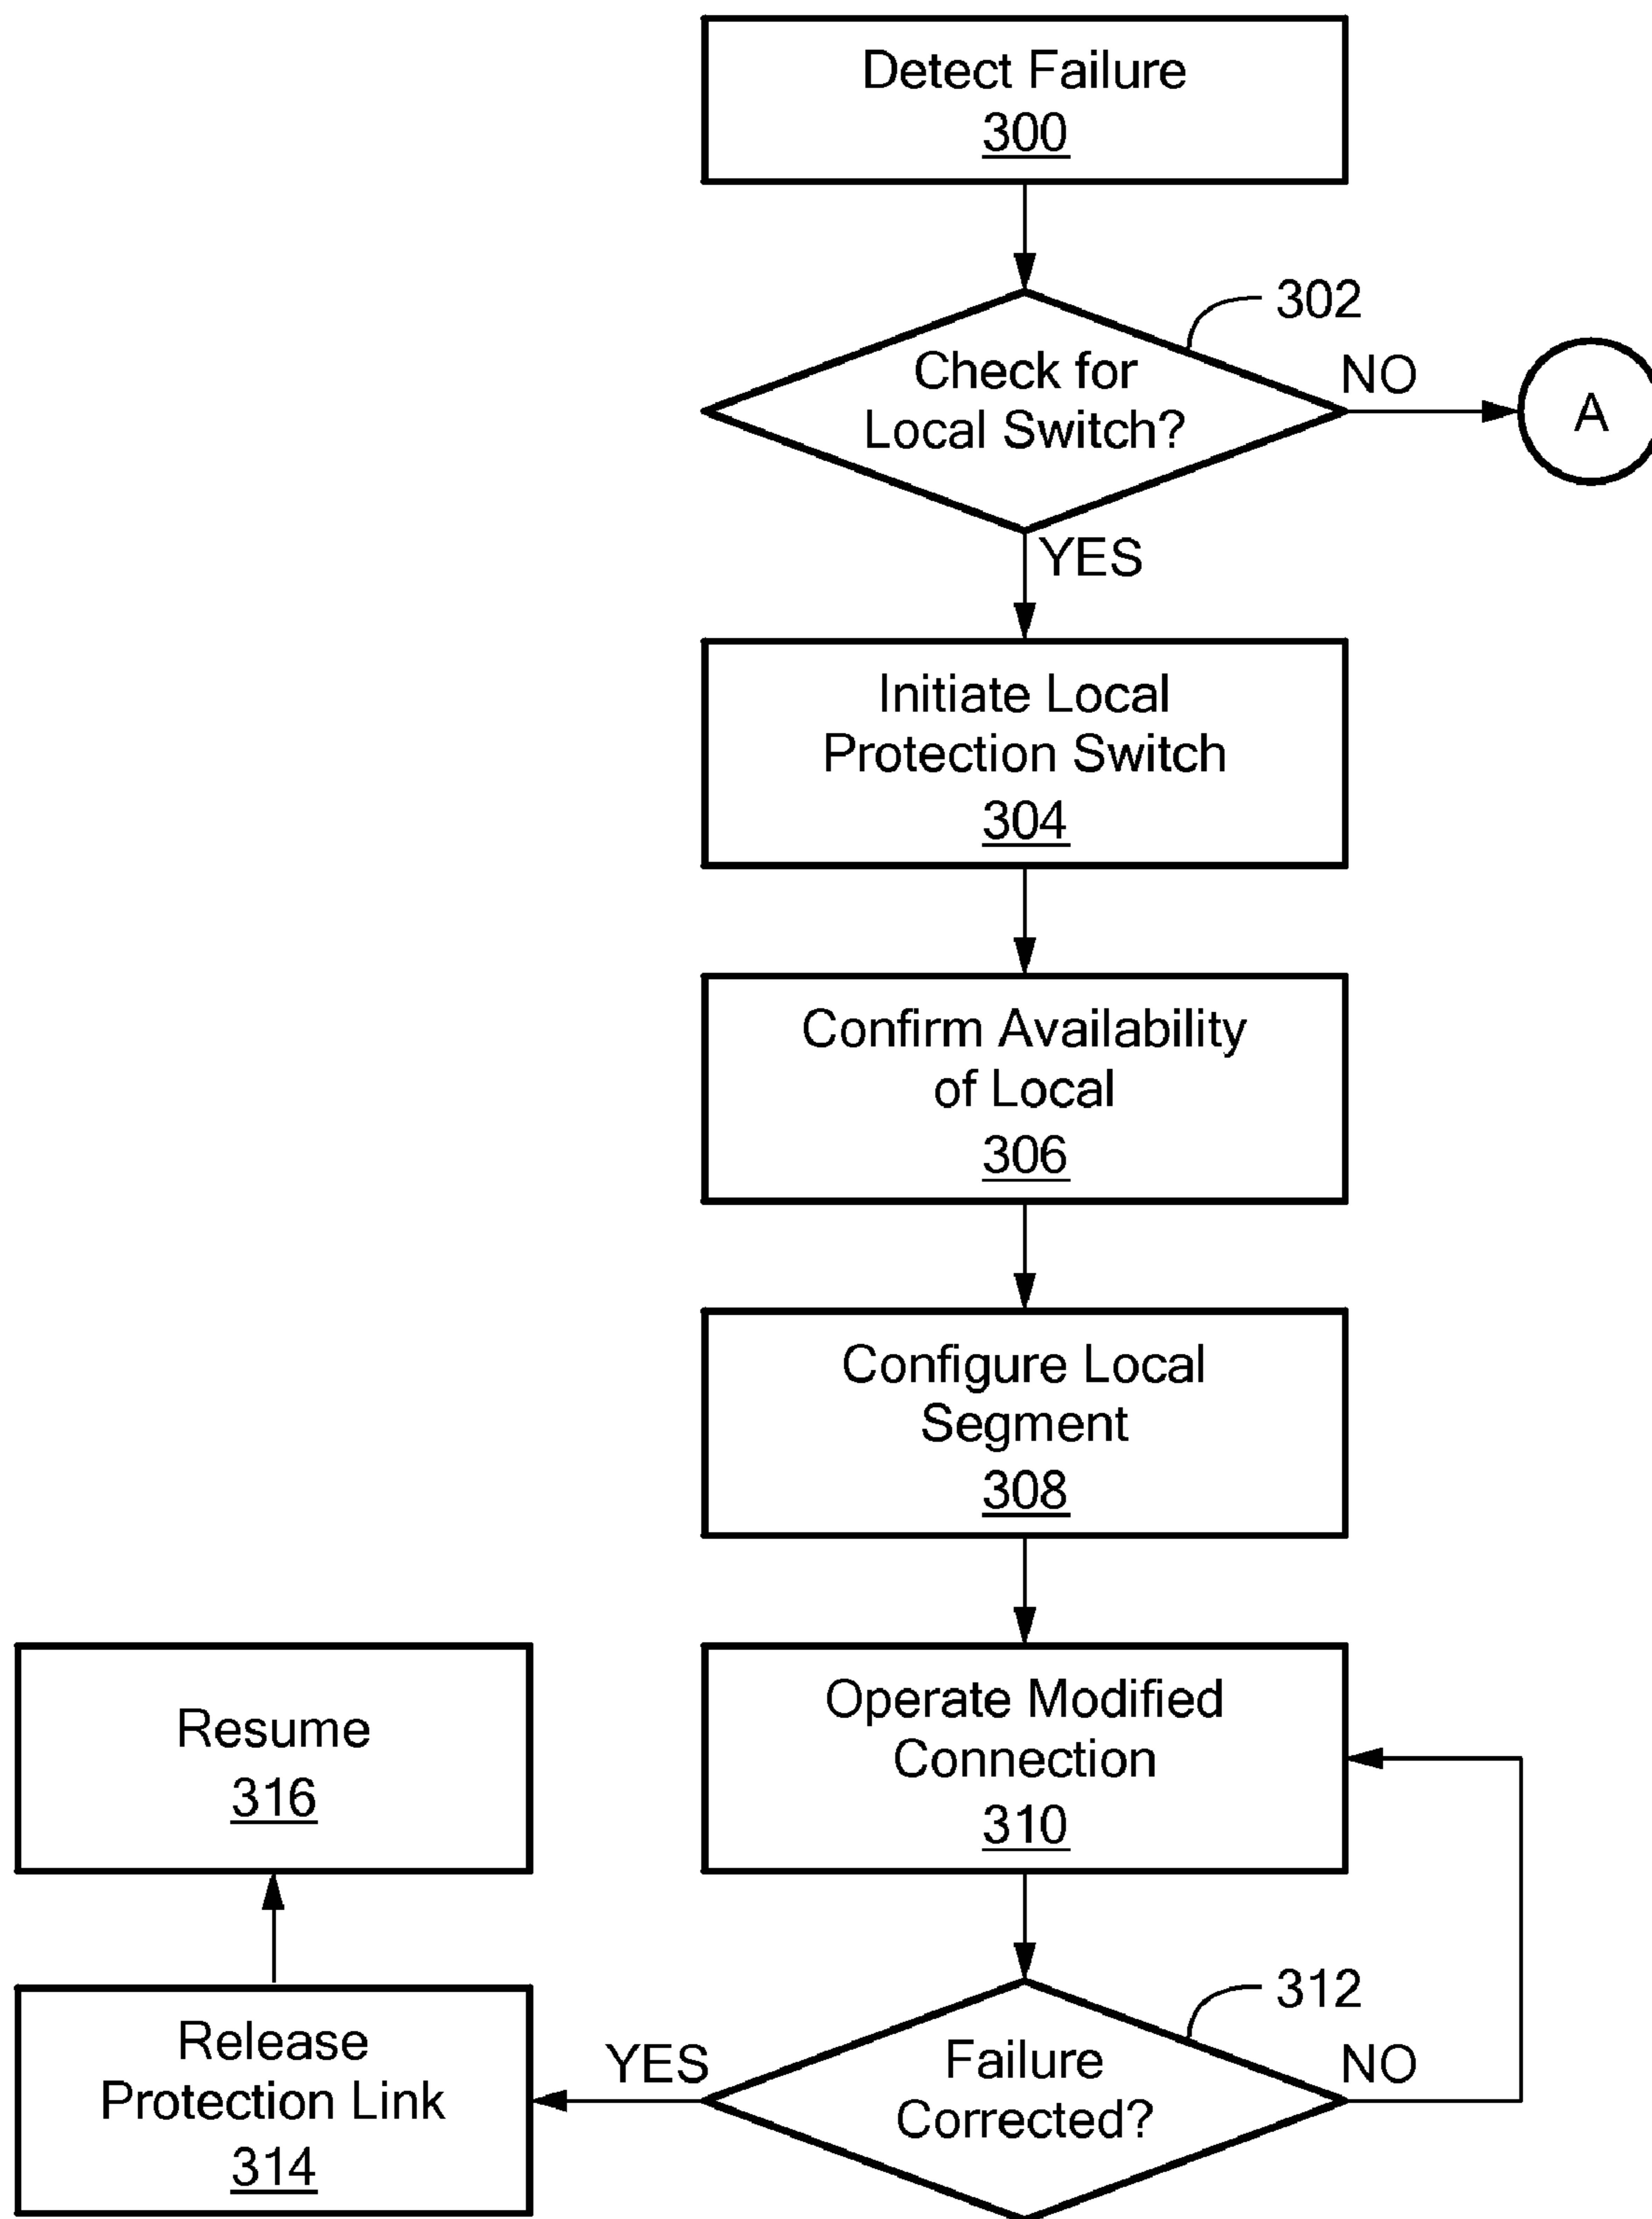 Detect Failure
300
302
Check for
Local Switch?
NO
A
YES
Initiate Local
Protection Switch
304
Confirm Availability
of Local
306
Configure Local
Segment
308
Operate Modified
Connection
310
312
Failure
Corrected?
NO
YES
Release
Protection Link
314
Resume
316